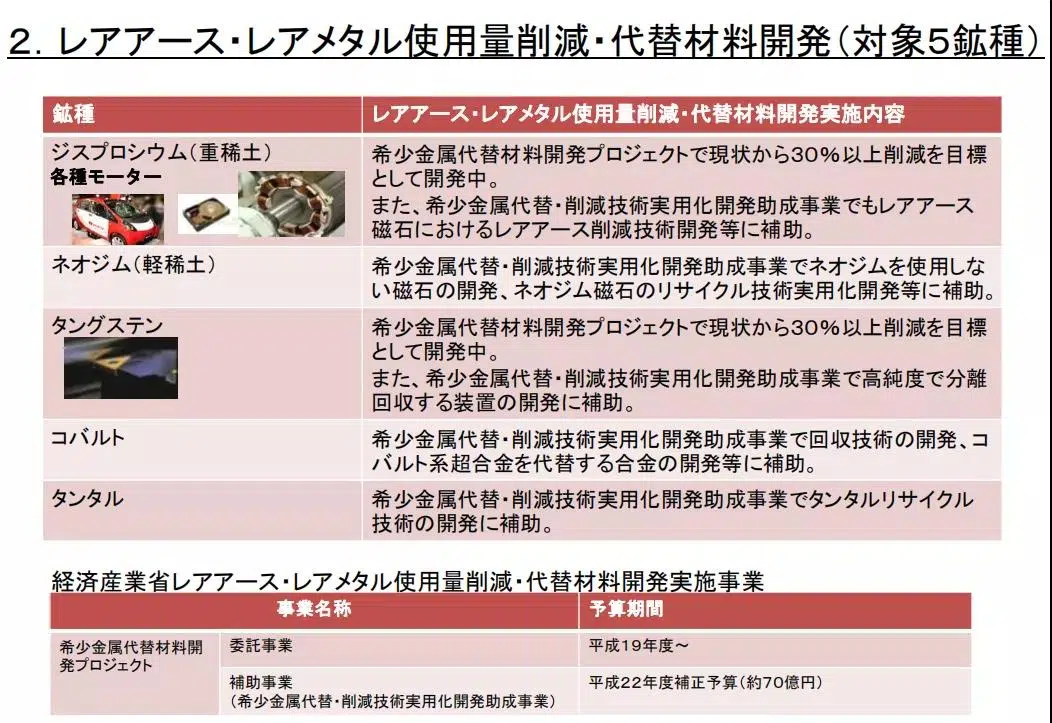 ２．レアアース・レアメタル使用量削減・代替材料開発（対象５鉱種）
鉱種
レアアース・レアメタル使用量削減・代替材料開発実施内容
ジスプロシウム（重稀土）
各種モーター
希少金属代替材料開発プロジェクトで現状から３０％以上削減を目標
として開発中。
また、希少金属代替・削減技術実用化開発助成事業でもレアアース
磁石におけるレアアース削減技術開発等に補助。
ネオジム（軽稀土）
希少金属代替・削減技術実用化開発助成事業でネオジムを使用しな
い磁石の開発、ネオジム磁石のリサイクル技術実用化開発等に補助。
タングステン
希少金属代替材料開発プロジェクトで現状から３０％以上削減を目標
として開発中。
また、希少金属代替・削減技術実用化開発助成事業で高純度で分離
回収する装置の開発に補助。
コバルト
希少金属代替・削減技術実用化開発助成事業で回収技術の開発、コ
バルト系超合金を代替する合金の開発等に補助。
タンタル
希少金属代替・削減技術実用化開発助成事業でタンタルリサイクル
技術の開発に補助。
経済産業省レアアース・レアメタル使用量削減・代替材料開発実施事業
事業名称
予算期間
希少金属代替材料開
発プロジェクト
委託事業
平成１９年度～
補助事業
（希少金属代替・削減技術実用化開発助成事業）
平成２２年度補正予算（約７０億円）